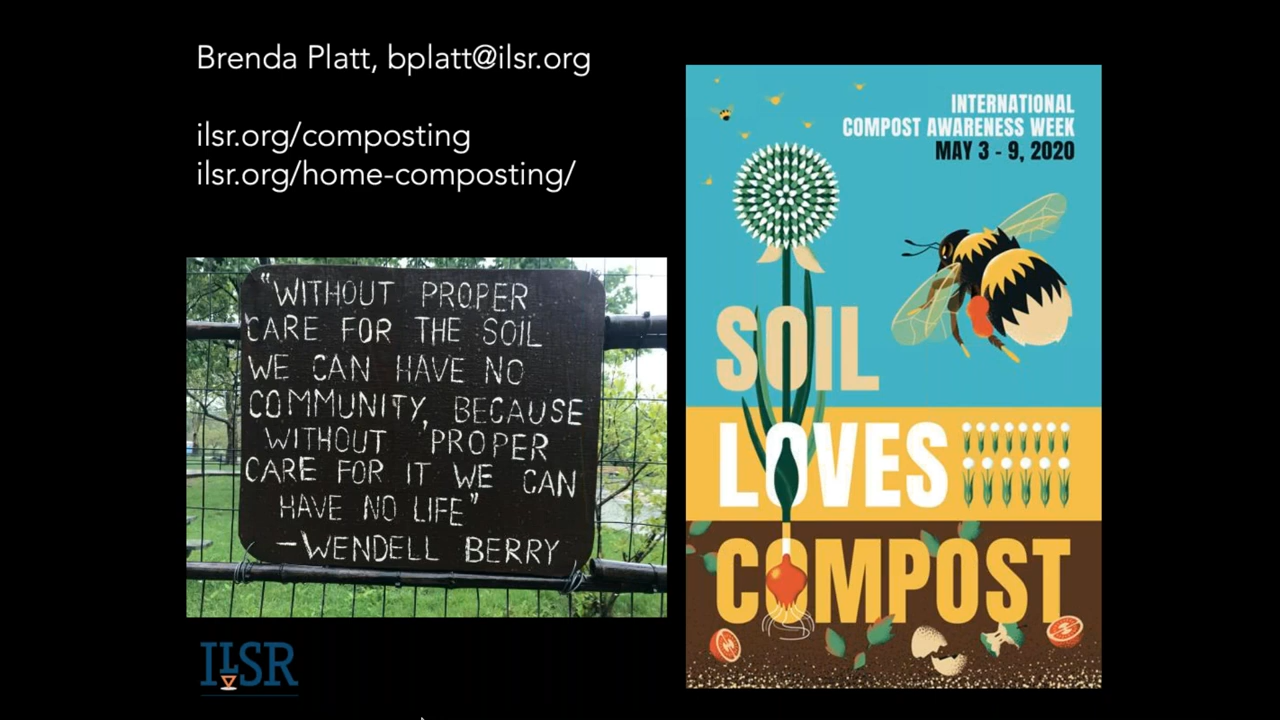 Brenda Platt, bplatt@ilsr.org
ilsr.org/composting
ilsr.org/home-composting/
"WITHOUT PROPER
CARE FOR THE SOIL
WE CAN HAVE NO
COMMUNITY, BECAUSE
WITHOUT PROPER
CARE FOR IT WE CAN
HAVE NO LIFE"
-WENDELL BERRY
ILSR
INTERNATIONAL
COMPOST AWARENESS WEEK
MAY 3 - 9, 2020
SOIL
LOVES
COMPOST